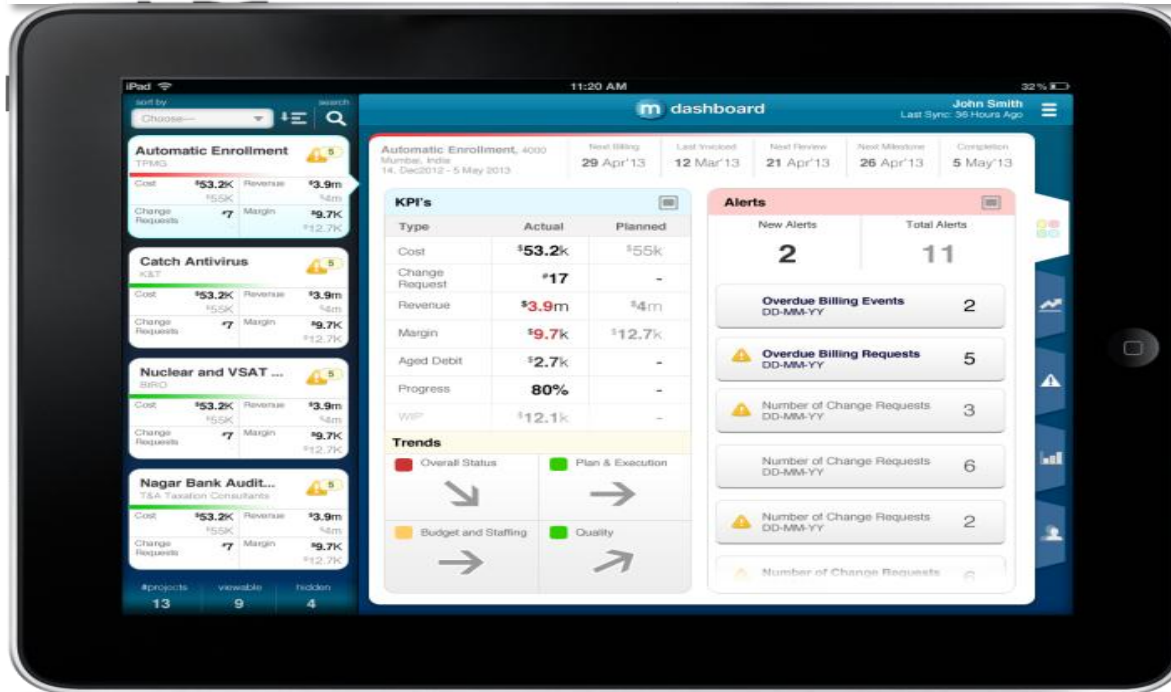 iPad
11:20 AM
32%
sort by
search
Choose---
m dashboard
John Smith
Last Sync: 36 Hours Ago
Automatic Enrollment
TPMG
5
Cost $53.2K Revenue $3.9m
$55K $4m
Change Requests #7 Margin $9.7K
$12.7K
Catch Antivirus
K&T
5
Cost $53.2K Revenue $3.9m
$55K $4m
Change Requests #7 Margin $9.7K
$12.7K
Nuclear and VSAT ...
BIRO
5
Cost $53.2K Revenue $3.9m
$55K $4m
Change Requests #7 Margin $9.7K
$12.7K
Nagar Bank Audit...
T&A Taxation Consultants
5
Cost $53.2K Revenue $3.9m
$55K $4m
Change Requests #7 Margin $9.7K
$12.7K
#projects viewable hidden
13 9 4
Automatic Enrollment, 4000
Mumbai, India
14, Dec2012 - 5 May 2013
Next Billing
29 Apr'13
Last Invoiced
12 Mar'13
Next Review
21 Apr'13
Next Milestone
26 Apr'13
Completion
5 May'13
KPI's
Type Actual Planned
Cost $53.2k $55k
Change
Request #17 -
Revenue $3.9m $4m
Margin $9.7k $12.7k
Aged Debit $2.7k -
Progress 80% -
WIP $12.1k -
Trends
Overall Status
Plan & Execution
Budget and Staffing
Quality
Alerts
New Alerts Total Alerts
2 11
Overdue Billing Events 2
DD-MM-YY
Overdue Billing Requests 5
DD-MM-YY
Number of Change Requests 3
DD-MM-YY
Number of Change Requests 6
DD-MM-YY
Number of Change Requests 2
DD-MM-YY
Number of Change Requests 6